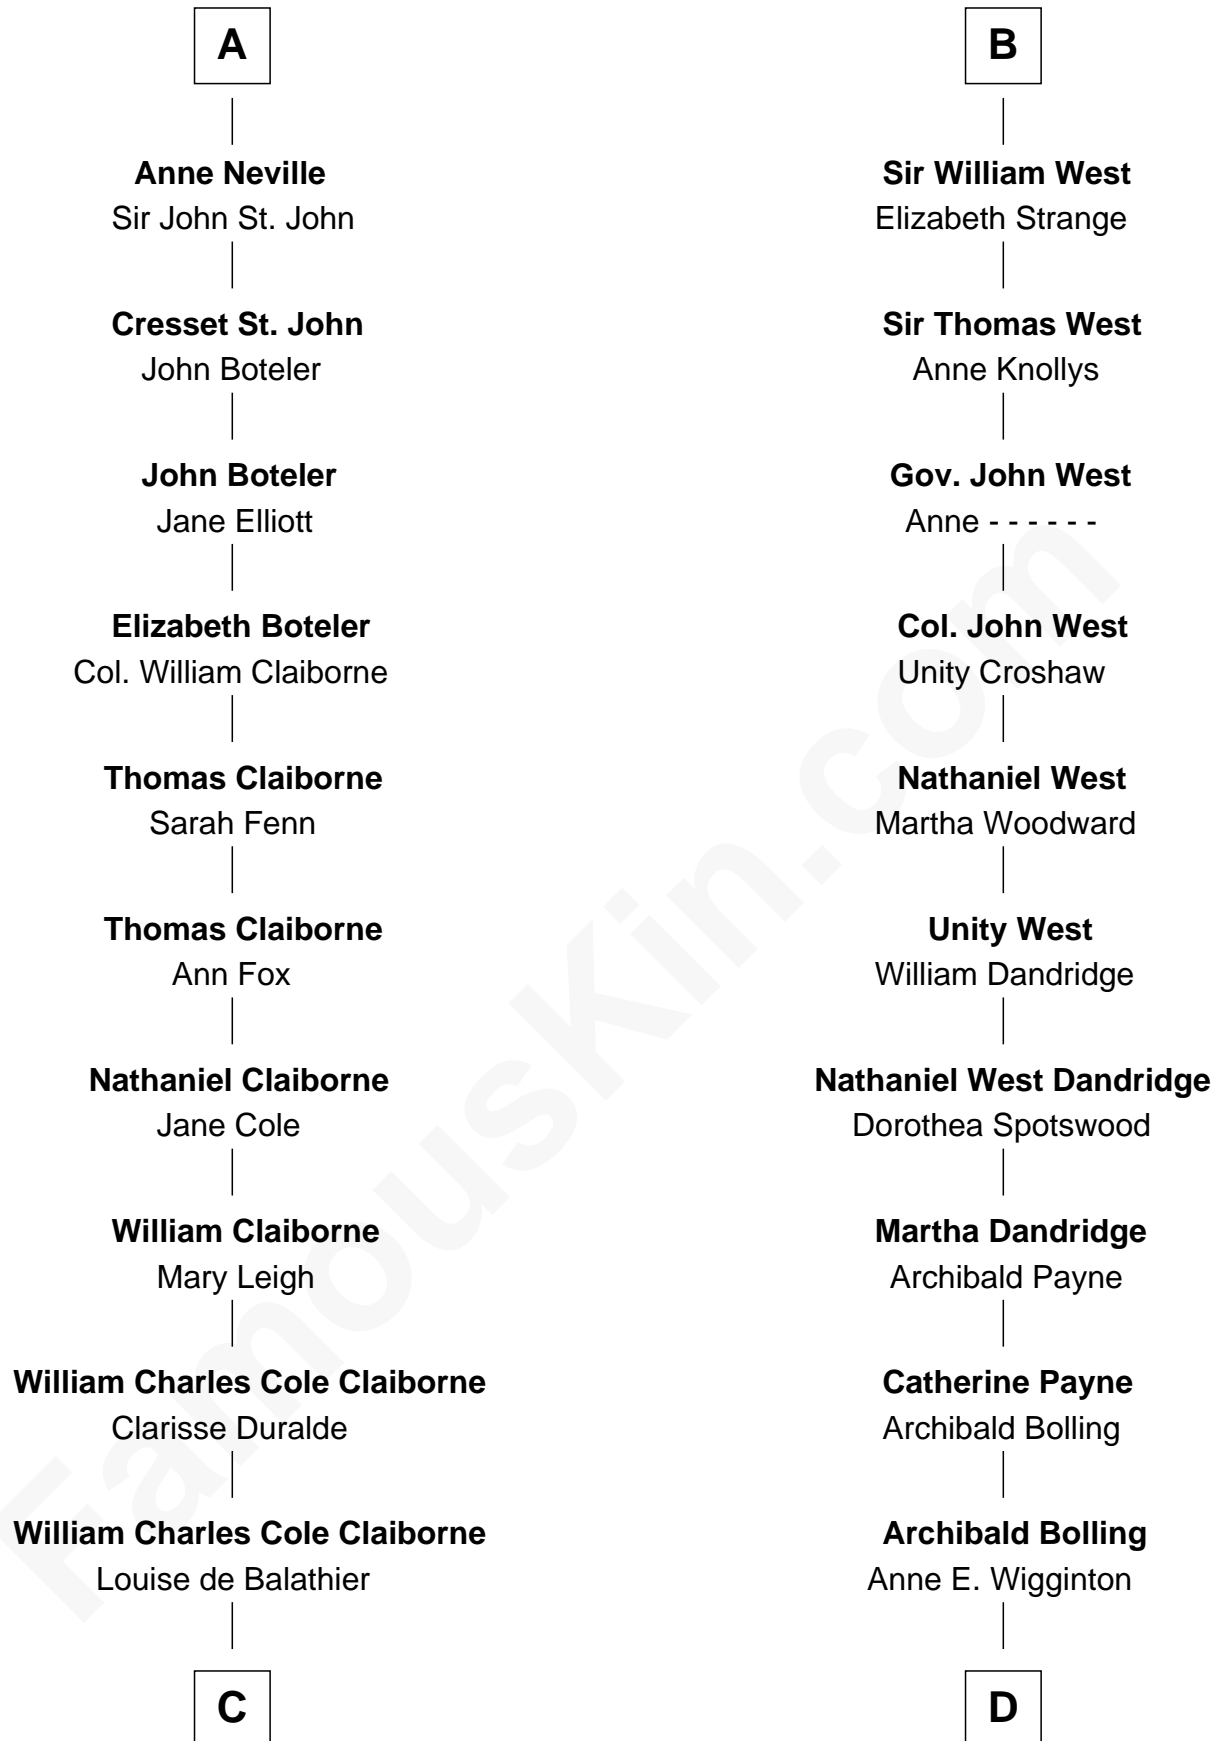 A
Anne Neville
Sir John St. John
Cresset St. John
John Boteler
John Boteler
Jane Elliott
Elizabeth Boteler
Col. William Claiborne
Thomas Claiborne
Sarah Fenn
Thomas Claiborne
Ann Fox
Nathaniel Claiborne
Jane Cole
William Claiborne
Mary Leigh
William Charles Cole Claiborne
Clarisse Duralde
William Charles Cole Claiborne
Louise de Balathier
C
B
Sir William West
Elizabeth Strange
Sir Thomas West
Anne Knollys
Gov. John West
Anne - - - - - -
Col. John West
Unity Croshaw
Nathaniel West
Martha Woodward
Unity West
William Dandridge
Nathaniel West Dandridge
Dorothea Spotswood
Martha Dandridge
Archibald Payne
Catherine Payne
Archibald Bolling
Archibald Bolling
Anne E. Wigginton
D
FamousKin.com